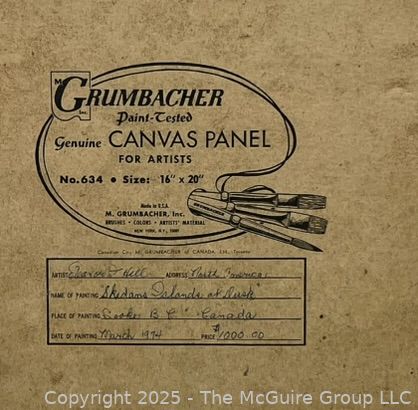 M.
GRUMBACHER
Inc.
Paint-Tested
Genuine CANVAS PANEL
FOR ARTISTS
No. 634 • Size: 16" x 20"
Made in U.S.A.
M. GRUMBACHER, Inc.
BRUSHES • COLORS • ARTISTS' MATERIAL
NEW YORK, N.Y. 10001
Canadian Co.: M. GRUMBACHER of CANADA LTD., Toronto
ARTIST Hill ADDRESS North America
NAME OF PAINTING "Skedans Islands at Dusk"
PLACE OF PAINTING Sooke B C Canada
DATE OF PAINTING March 1974 PRICE $1000.00
Copyright 2025 - The McGuire Group LLC